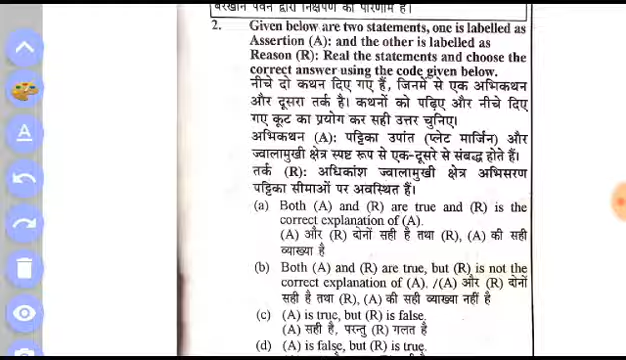 बरखान पवन द्वारा निक्षेपण का परिणाम है।
2. Given below are two statements, one is labelled as
Assertion (A): and the other is labelled as
Reason (R): Real the statements and choose the
correct answer using the code given below.
नीचे दो कथन दिए गए हैं, जिनमें से एक अभिकथन
और दूसरा तर्क है। कथनों को पढ़िए और नीचे दिए
गए कूट का प्रयोग कर सही उत्तर चुनिए।
अभिकथन (A): पट्टिका उपांत (प्लेट मार्जिन) और
ज्वालामुखी क्षेत्र स्पष्ट रूप से एक-दूसरे से संबद्ध होते हैं।
तर्क (R): अधिकांश ज्वालामुखी क्षेत्र अभिसरण
पट्टिका सीमाओं पर अवस्थित हैं।
(a) Both (A) and (R) are true and (R) is the
correct explanation of (A).
(A) और (R) दोनों सही है तथा (R), (A) की सही
व्याख्या है
(b) Both (A) and (R) are true, but (R) is not the
correct explanation of (A). /(A) और (R) दोनों
सही है तथा (R), (A) की सही व्याख्या नहीं है
(c) (A) is true, but (R) is false.
(A) सही है, परन्तु (R) गलत है
(d) (A) is false, but (R) is true.